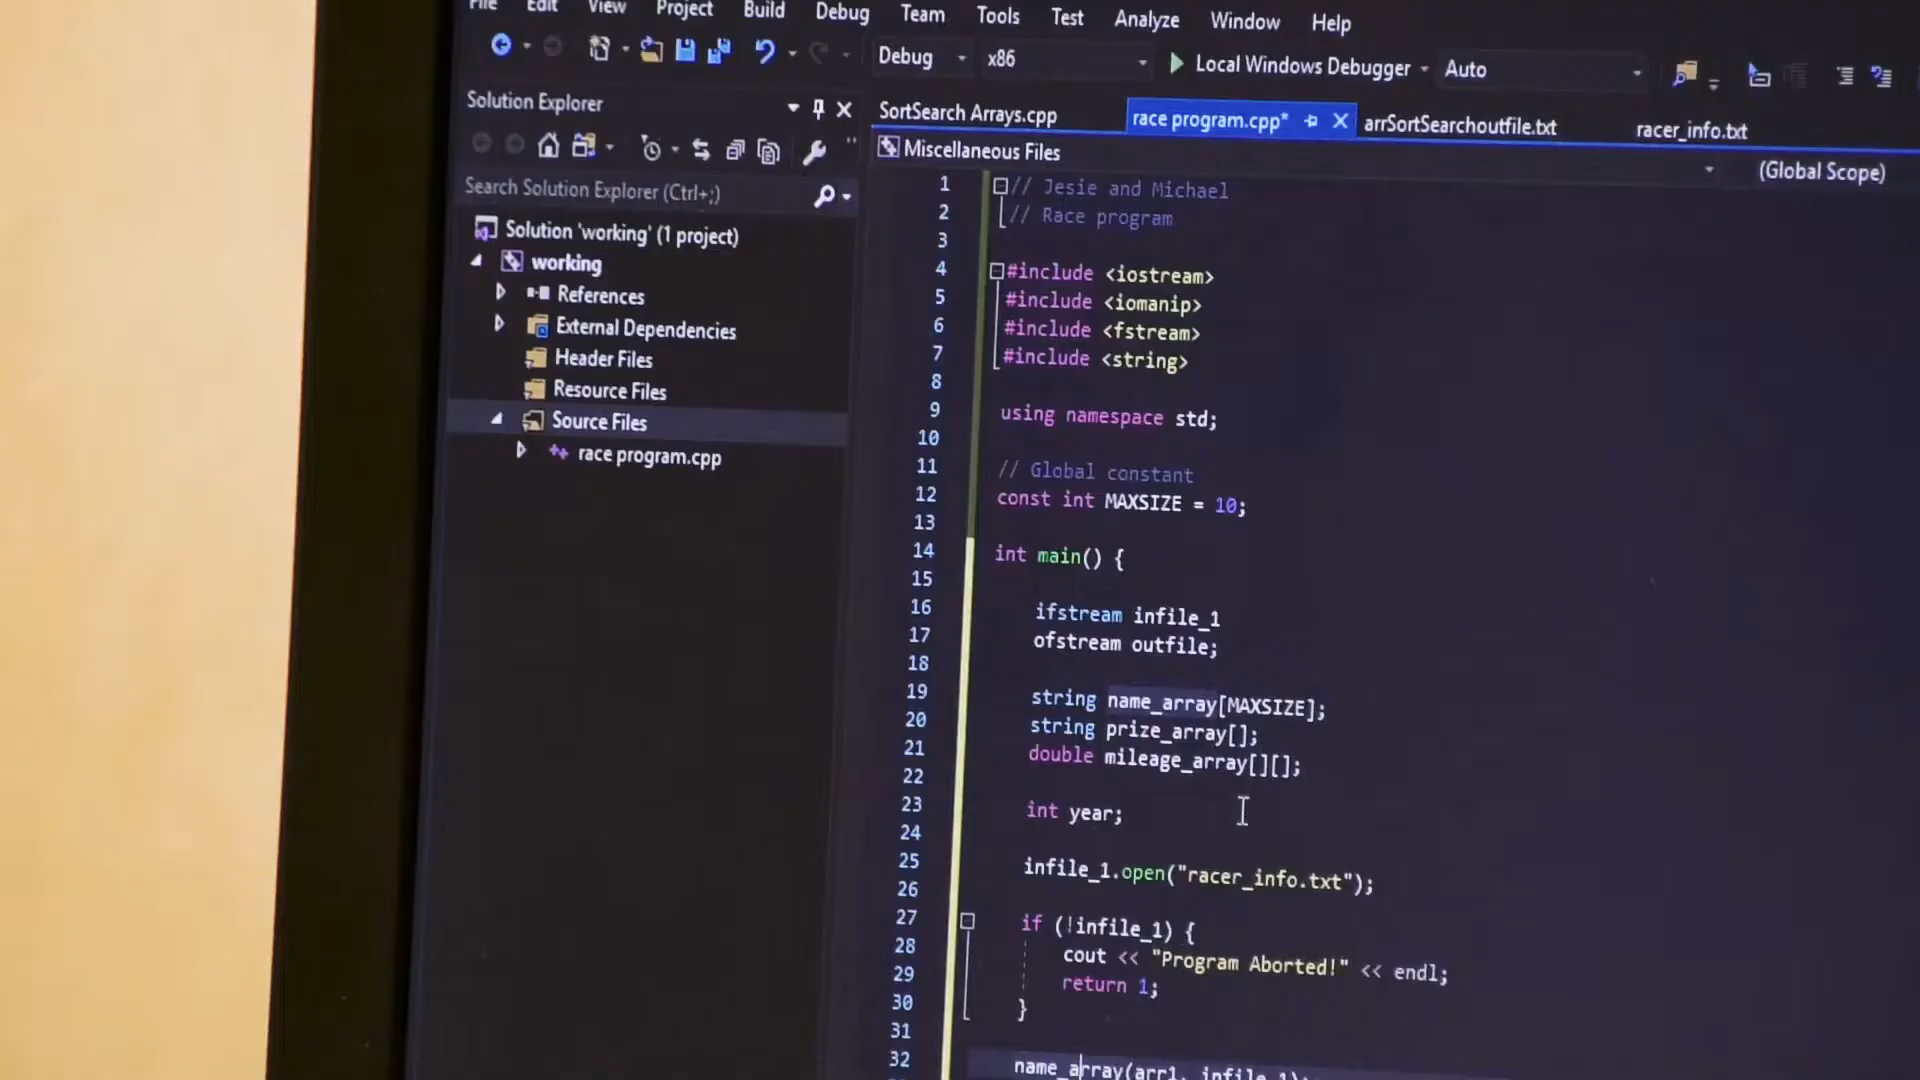 File Edit View Project Build Debug Team Tools Test Analyze Window Help
Debug x86 Local Windows Debugger Auto
Solution Explorer
Search Solution Explorer (Ctrl+;)
Solution 'working' (1 project)
working
References
External Dependencies
Header Files
Resource Files
Source Files
race program.cpp
SortSearch Arrays.cpp race program.cpp* arrSortSearchoutfile.txt racer_info.txt
Miscellaneous Files (Global Scope)
1 // Jesie and Michael
2 // Race program
3
4 #include <iostream>
5 #include <iomanip>
6 #include <fstream>
7 #include <string>
8
9 using namespace std;
10
11 // Global constant
12 const int MAXSIZE = 10;
13
14 int main() {
15
16 ifstream infile_1
17 ofstream outfile;
18
19 string name_array[MAXSIZE];
20 string prize_array[];
21 double mileage_array[][];
22
23 int year;
24
25 infile_1.open("racer_info.txt");
26
27 if (!infile_1) {
28 cout << "Program Aborted!" << endl;
29 return 1;
30 }
31
32 name_array(arr1, infile_1);